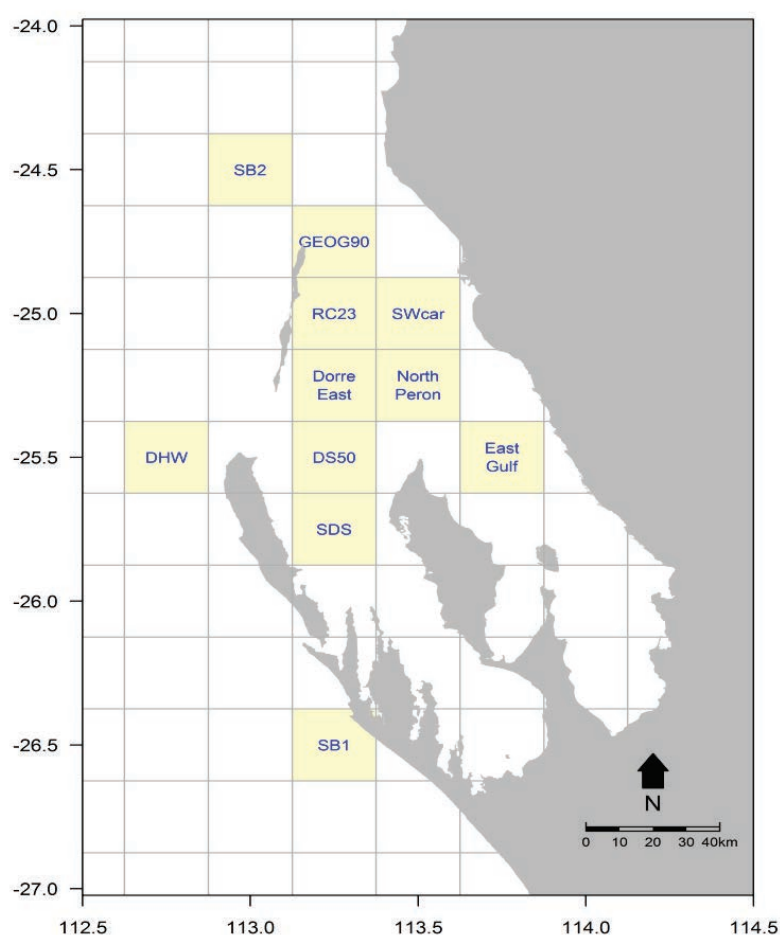 -24.0
-24.5
SB2
GEOG90
-25.0
RC23
SWcar
Dorre
East
North
Peron
-25.5
DHW
DS50
East
Gulf
SDS
-26.0
-26.5
SB1
N
0 10 20 30 40km
-27.0
112.5 113.0 113.5 114.0 114.5